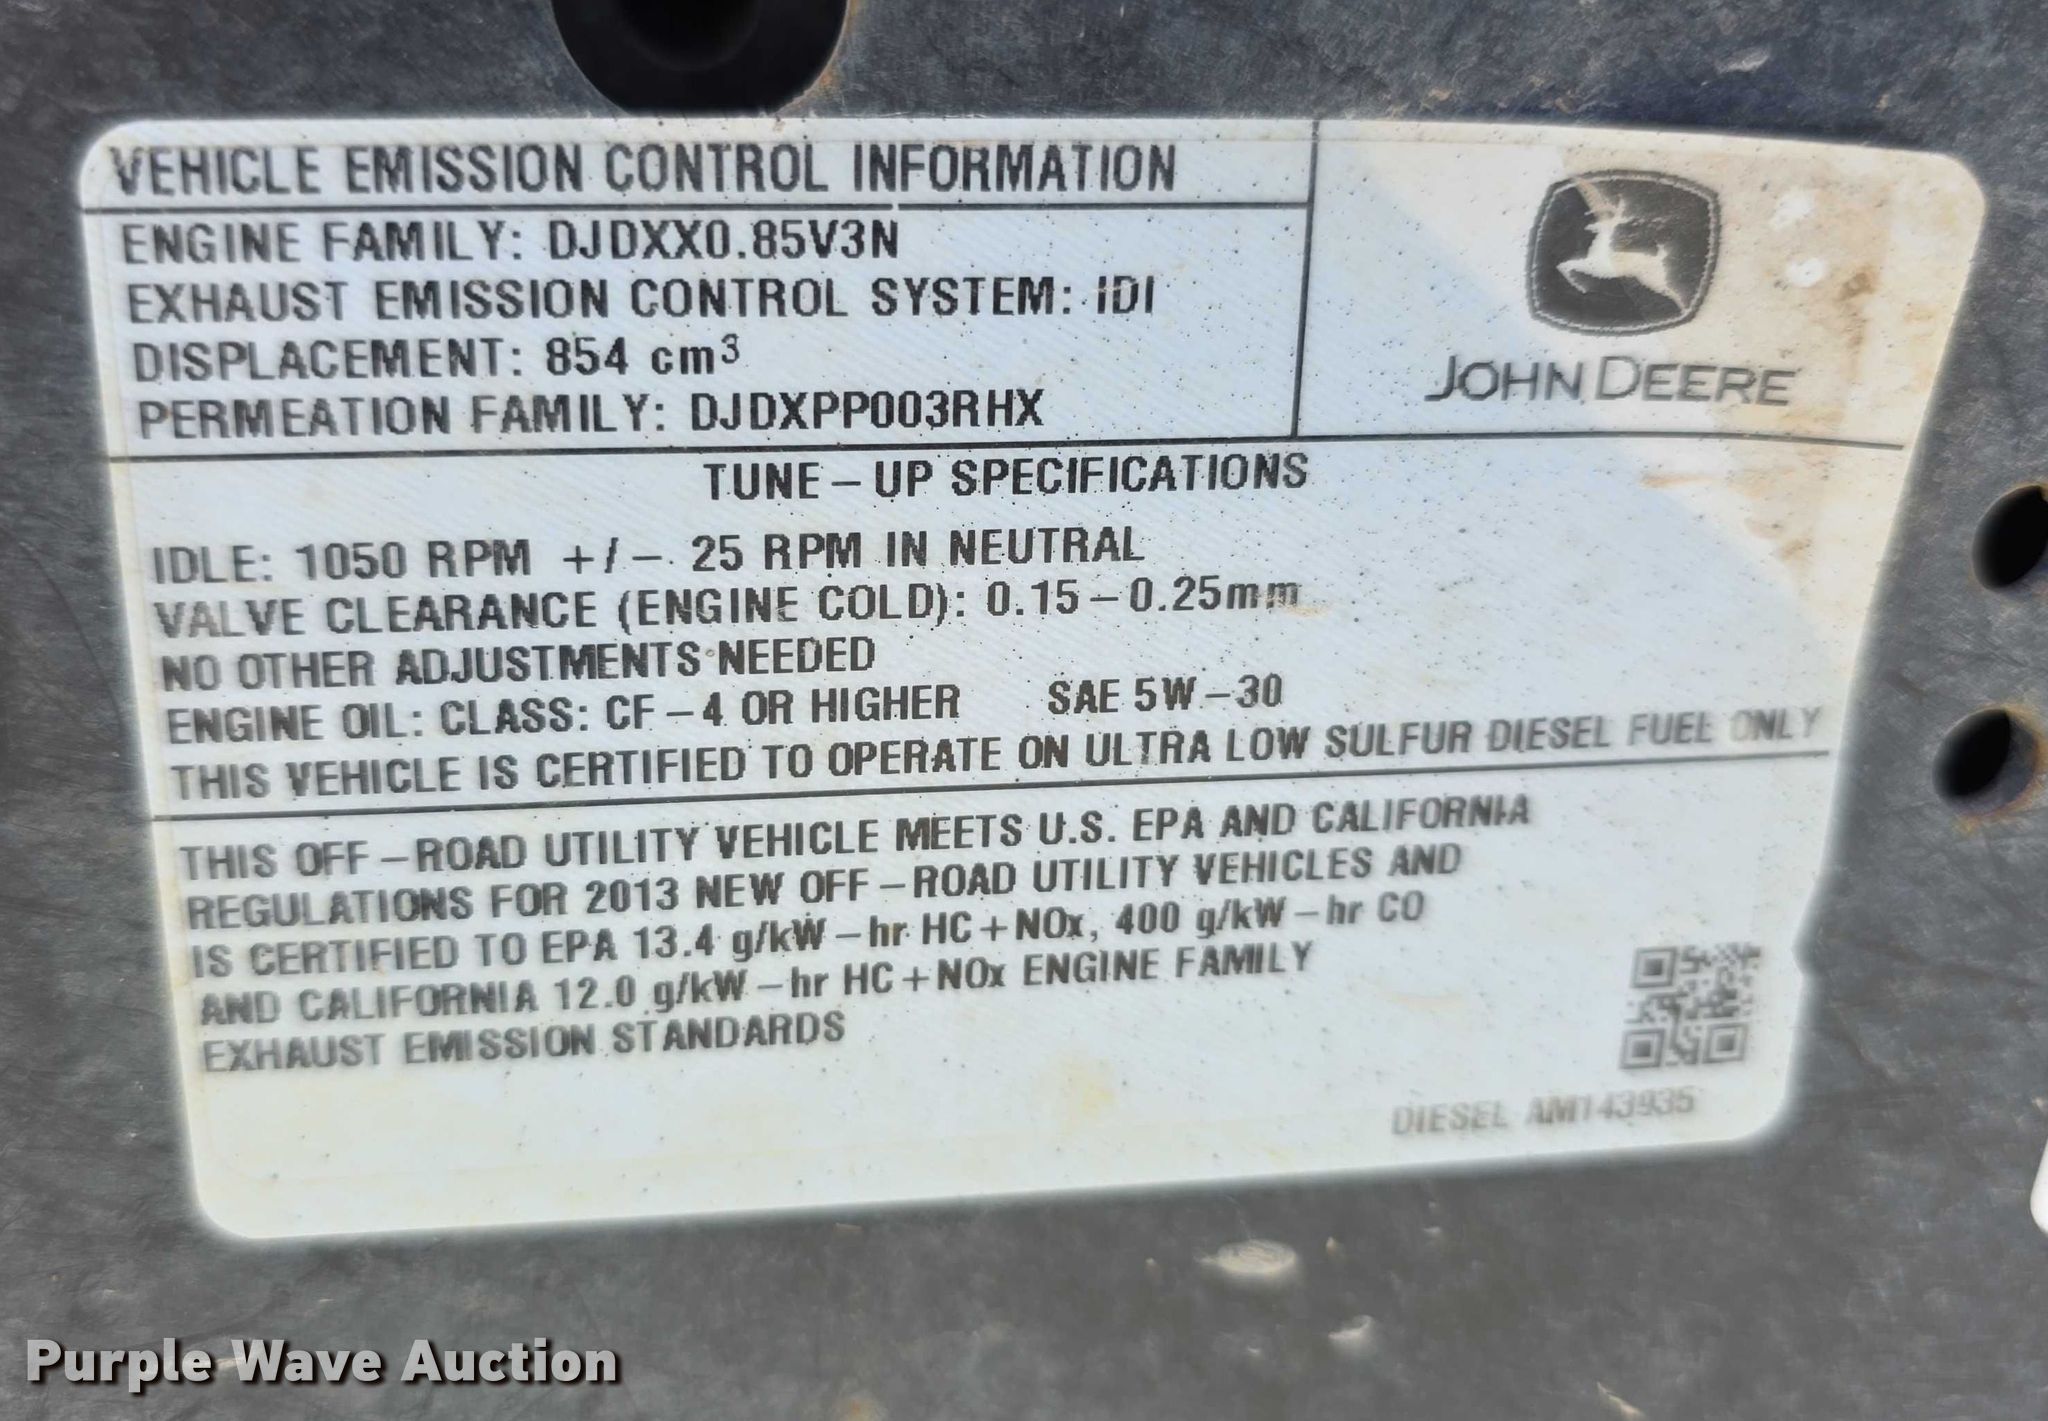 VEHICLE EMISSION CONTROL INFORMATION
ENGINE FAMILY: DJDXX0.85V3N
EXHAUST EMISSION CONTROL SYSTEM: IDI
DISPLACEMENT: 854 cm³
PERMEATION FAMILY: DJDXPP003RHX
JOHN DEERE
TUNE-UP SPECIFICATIONS
IDLE: 1050 RPM +/- 25 RPM IN NEUTRAL
VALVE CLEARANCE (ENGINE COLD): 0.15-0.25mm
NO OTHER ADJUSTMENTS NEEDED
ENGINE OIL: CLASS: CF-4 OR HIGHER SAE 5W-30
THIS VEHICLE IS CERTIFIED TO OPERATE ON ULTRA LOW SULFUR DIESEL FUEL ONLY
THIS OFF-ROAD UTILITY VEHICLE MEETS U.S. EPA AND CALIFORNIA
REGULATIONS FOR 2013 NEW OFF-ROAD UTILITY VEHICLES AND
IS CERTIFIED TO EPA 13.4 g/kW-hr HC+NOx, 400 g/kW-hr CO
AND CALIFORNIA 12.0 g/kW-hr HC+NOx ENGINE FAMILY
EXHAUST EMISSION STANDARDS
DIESEL AM143935
Purple Wave Auction